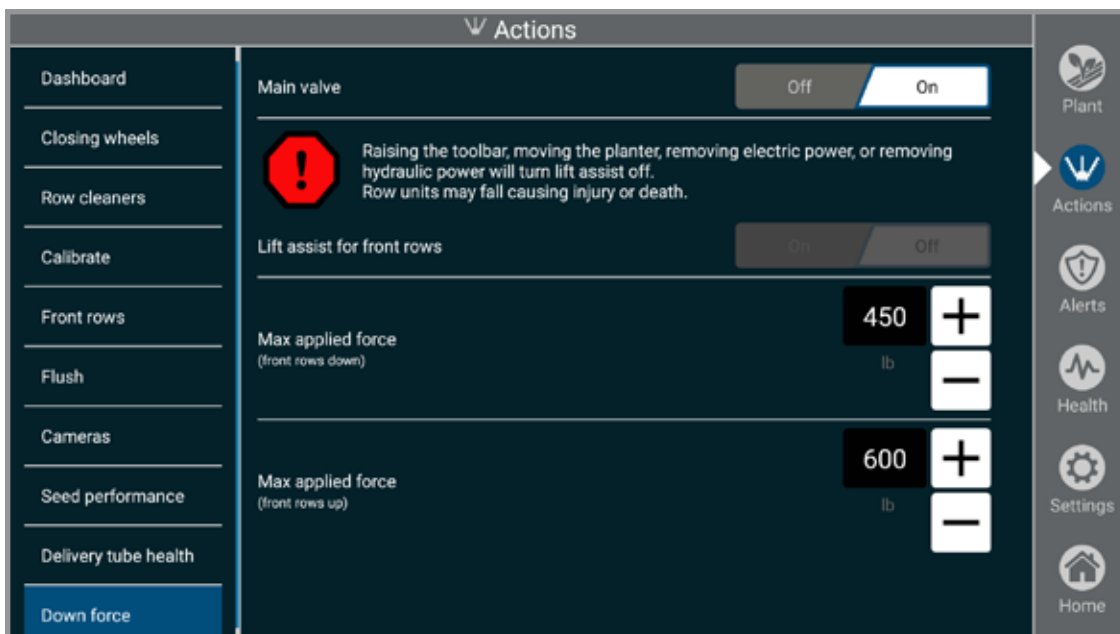 Actions
Dashboard
Closing wheels
Row cleaners
Calibrate
Front rows
Flush
Cameras
Seed performance
Delivery tube health
Down force
Main valve
Off
On
Raising the toolbar, moving the planter, removing electric power, or removing
hydraulic power will turn lift assist off.
Row units may fall causing injury or death.
Lift assist for front rows
On
Off
Max applied force
(front rows down)
450
lb
Max applied force
(front rows up)
600
lb
Plant
Actions
Alerts
Health
Settings
Home